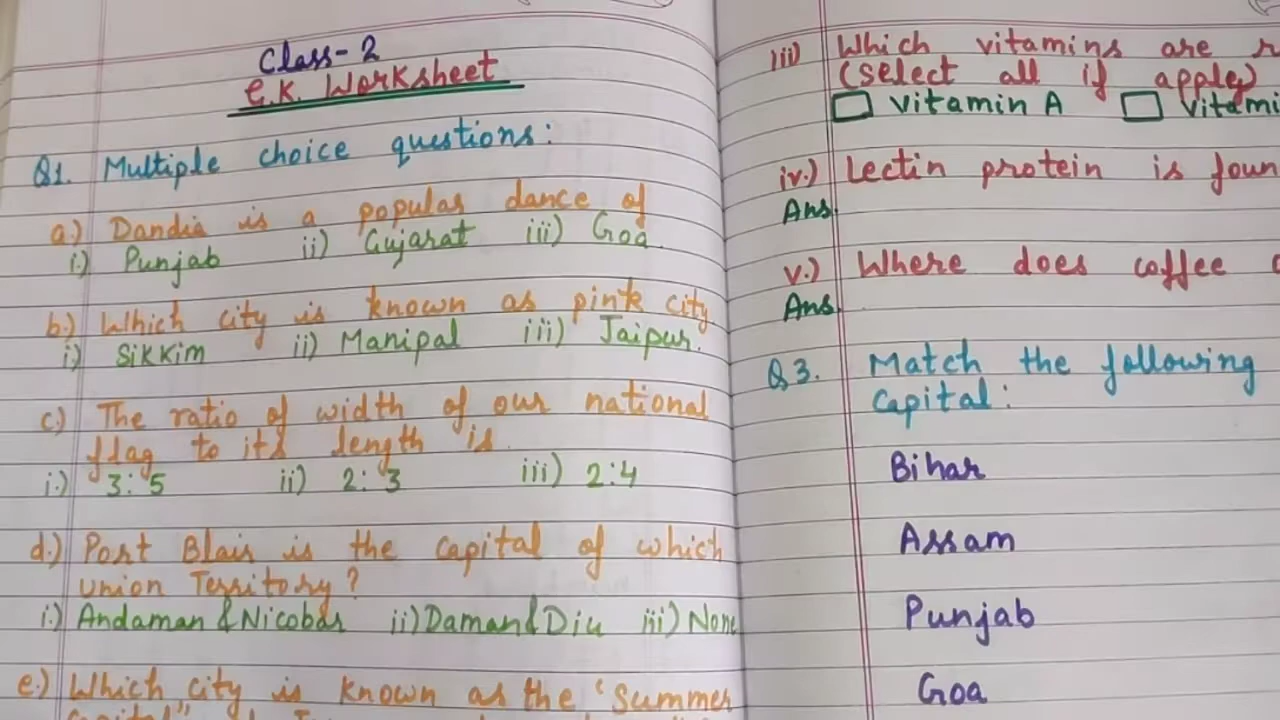 Class-2
G.K. Worksheet
Q1. Multiple choice questions:
a.) Dandia is a popular dance of
i.) Punjab ii) Gujarat iii) Goa
b.) Which city is known as pink city
i.) Sikkim ii) Manipal iii) Jaipur.
c.) The ratio of width of our national
flag to its length is
i.) 3:5 ii) 2:3 iii) 2:4
d.) Port Blair is the capital of which
union Territory?
i.) Andaman & Nicobar ii) Daman & Diu iii) None
e.) Which city is known as the "Summer
iii) Which vitamins are
(select all if apply)
vitamin A
iv.) Lectin protein is
Ans.
v.) Where does coffee
Ans.
Q3. Match the following
Capital:
Bihar
Assam
Punjab
Goa